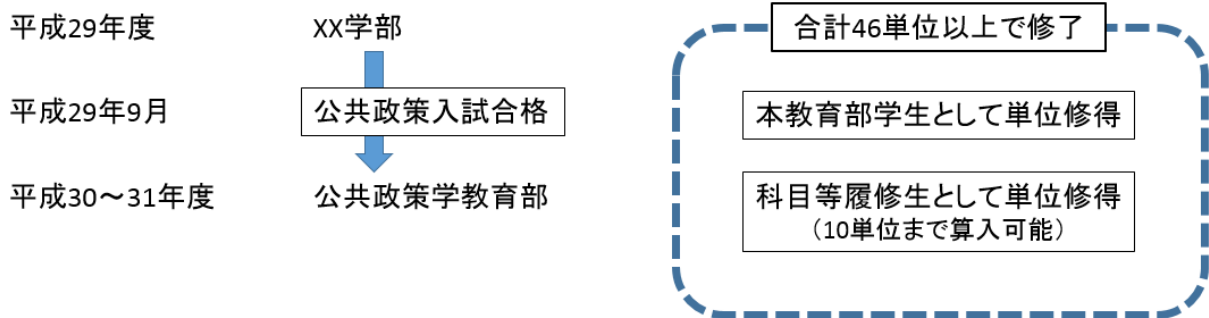 平成29年度
XX学部
平成29年9月
公共政策入試合格
平成30～31年度
公共政策学教育部
合計46単位以上で修了
本教育部学生として単位修得
科目等履修生として単位修得
（10単位まで算入可能）